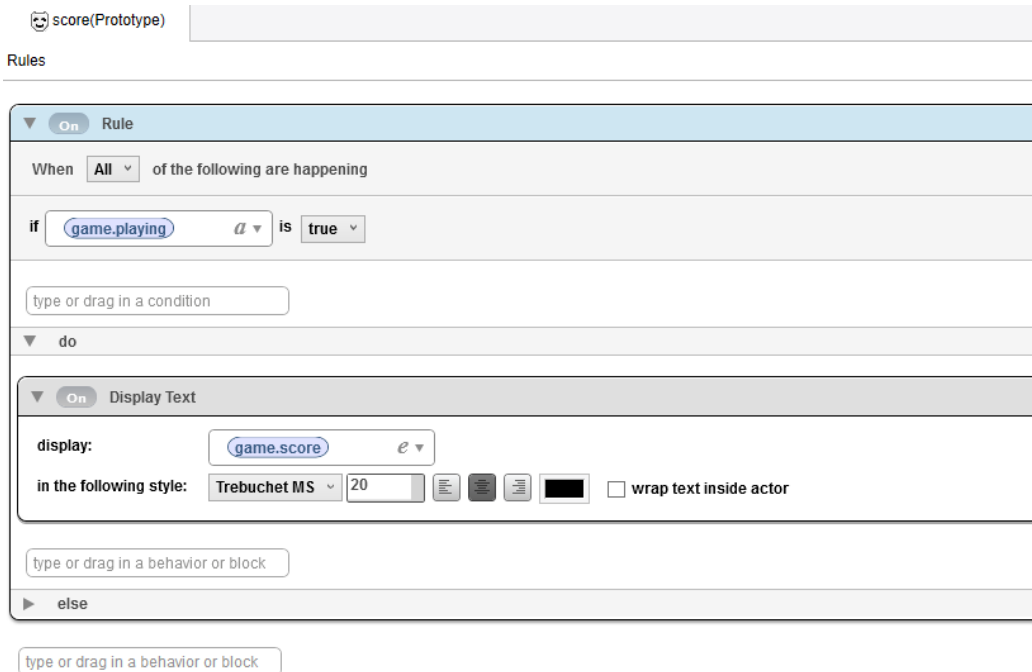 score(Prototype)
Rules
On Rule
When All of the following are happening
if game.playing a is true
type or drag in a condition
do
On Display Text
display: game.score e
in the following style: Trebuchet MS 20 wrap text inside actor
type or drag in a behavior or block
else
type or drag in a behavior or block